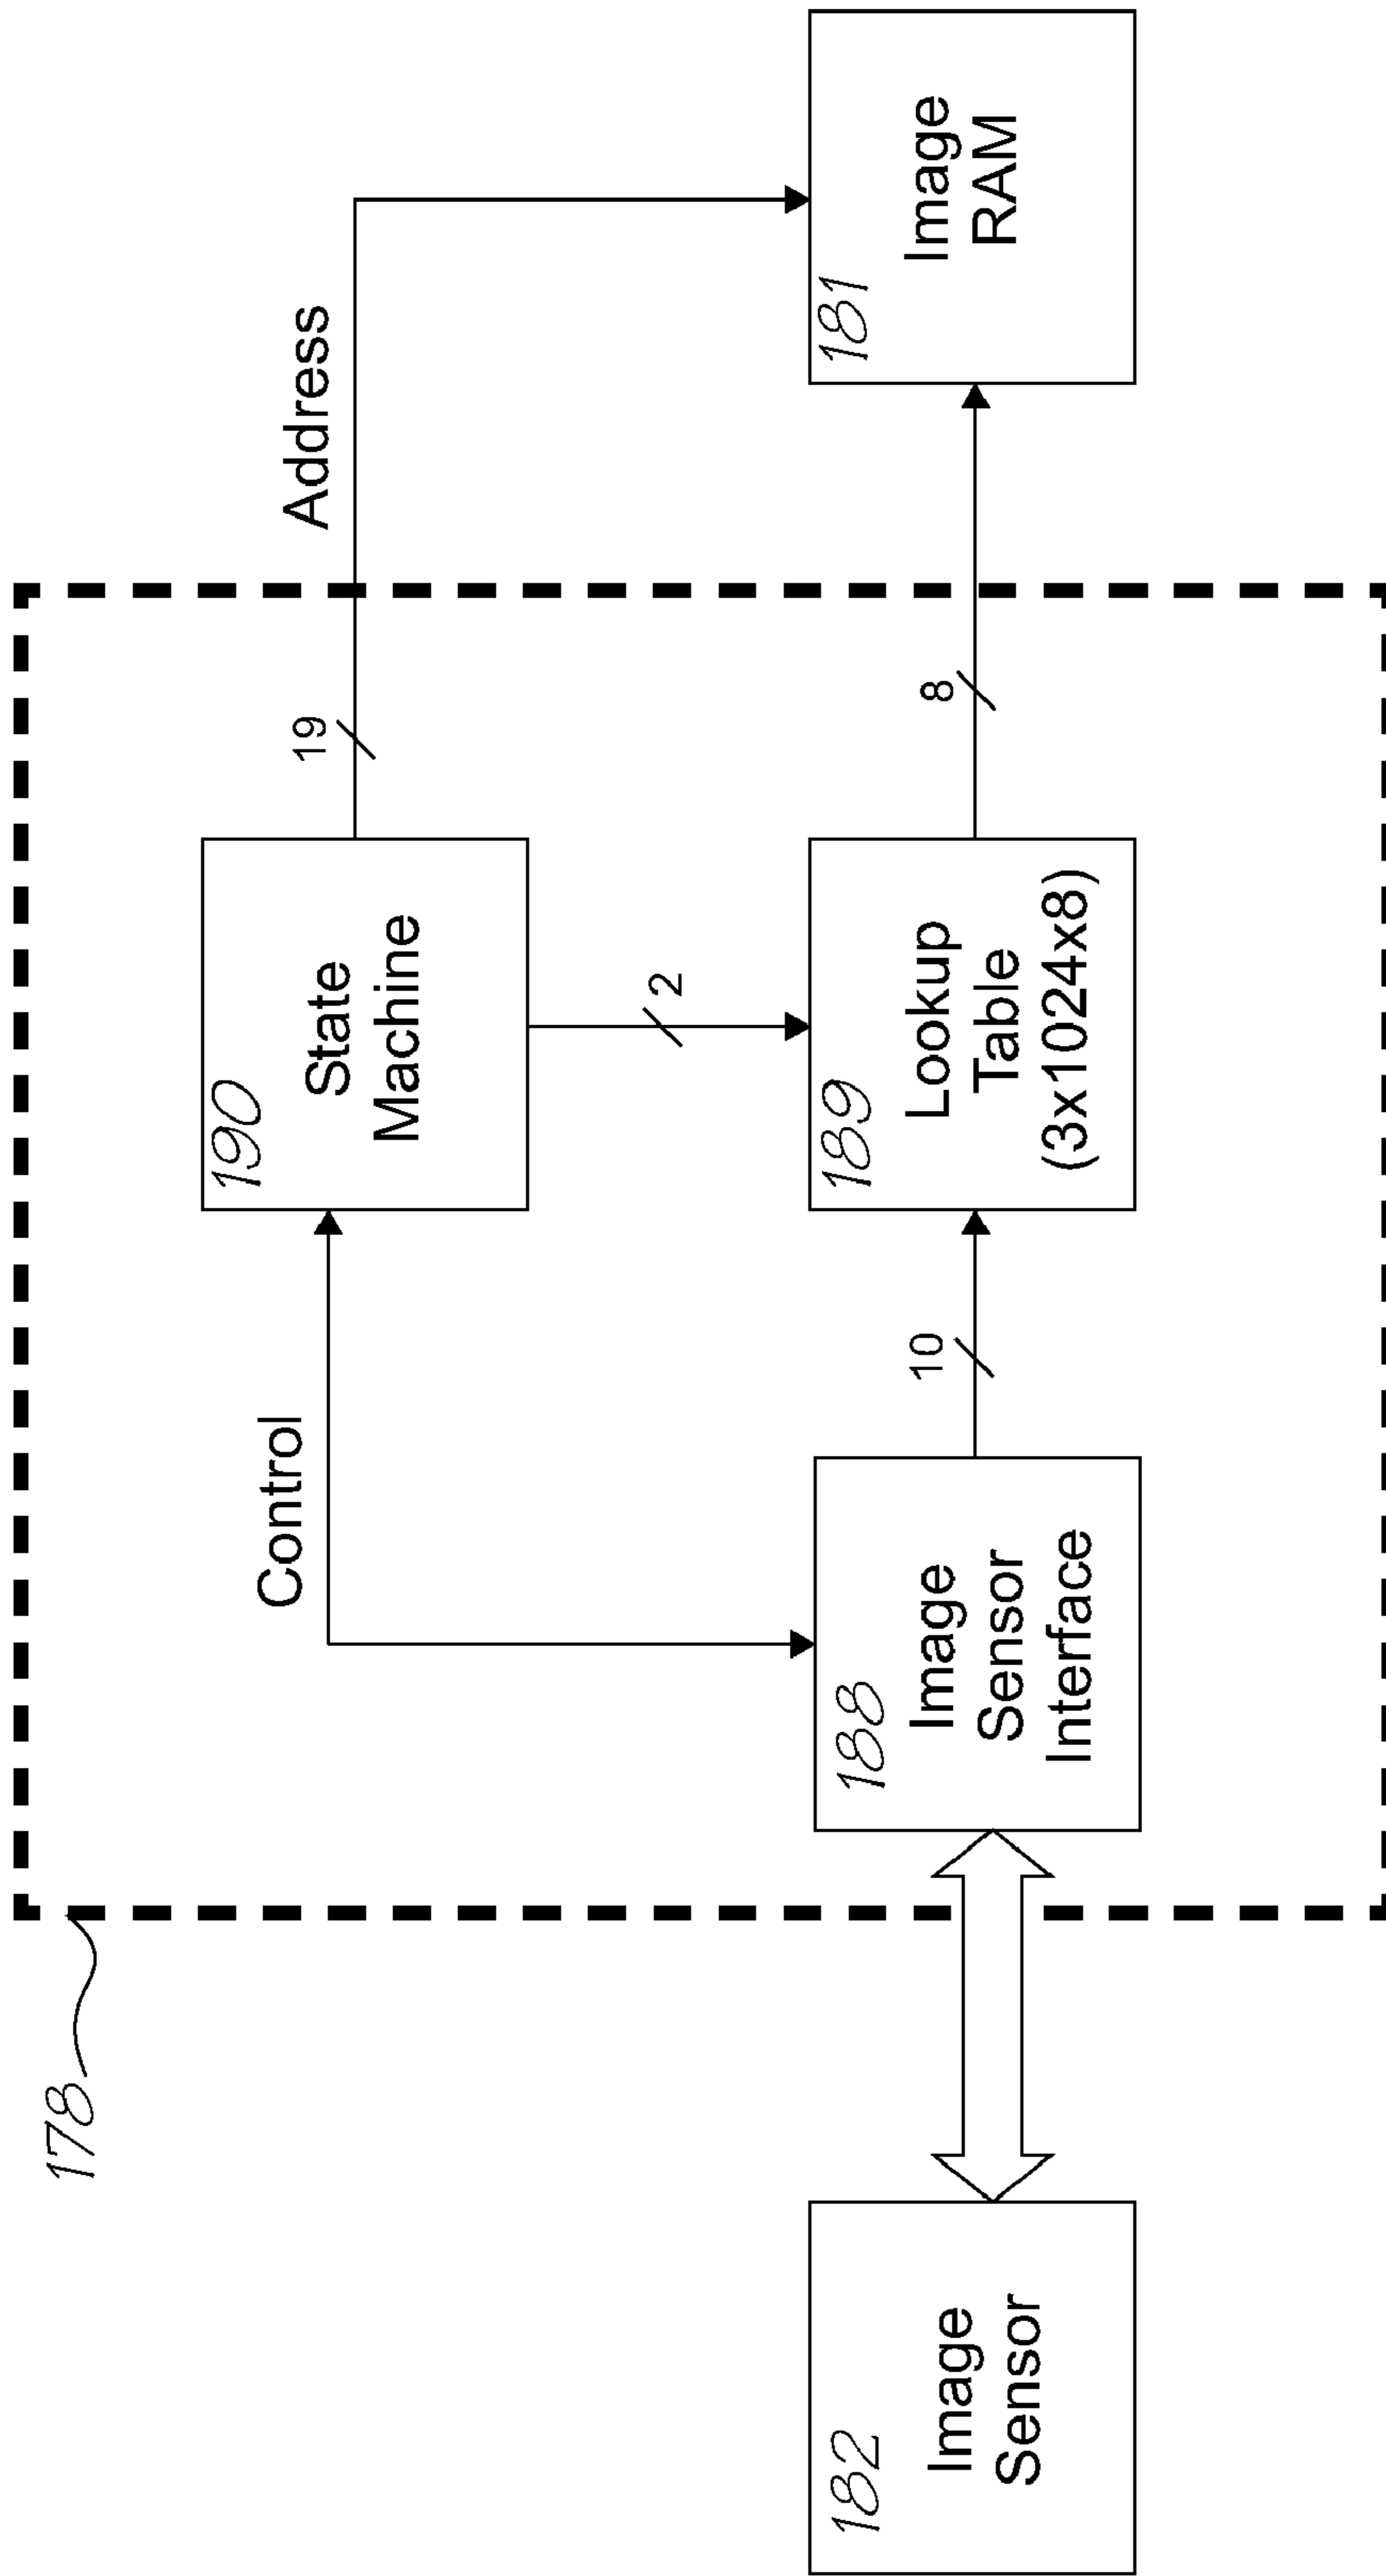 178
Control
Address
190
State
Machine
19
2
182
Image
Sensor
188
Image
Sensor
Interface
10
189
Lookup
Table
(3x1024x8)
8
181
Image
RAM